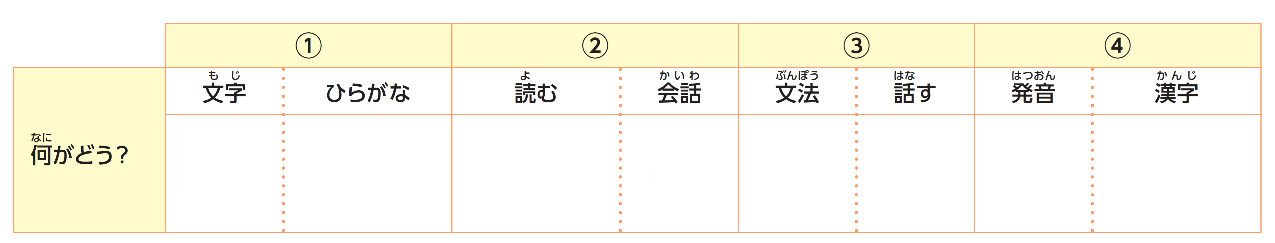 ① ② ③ ④
も じ よ かいわ ぶんぽう はな はつおん かんじ
文字 ひらがな 読む 会話 文法 話す 発音 漢字
なに
何がどう？